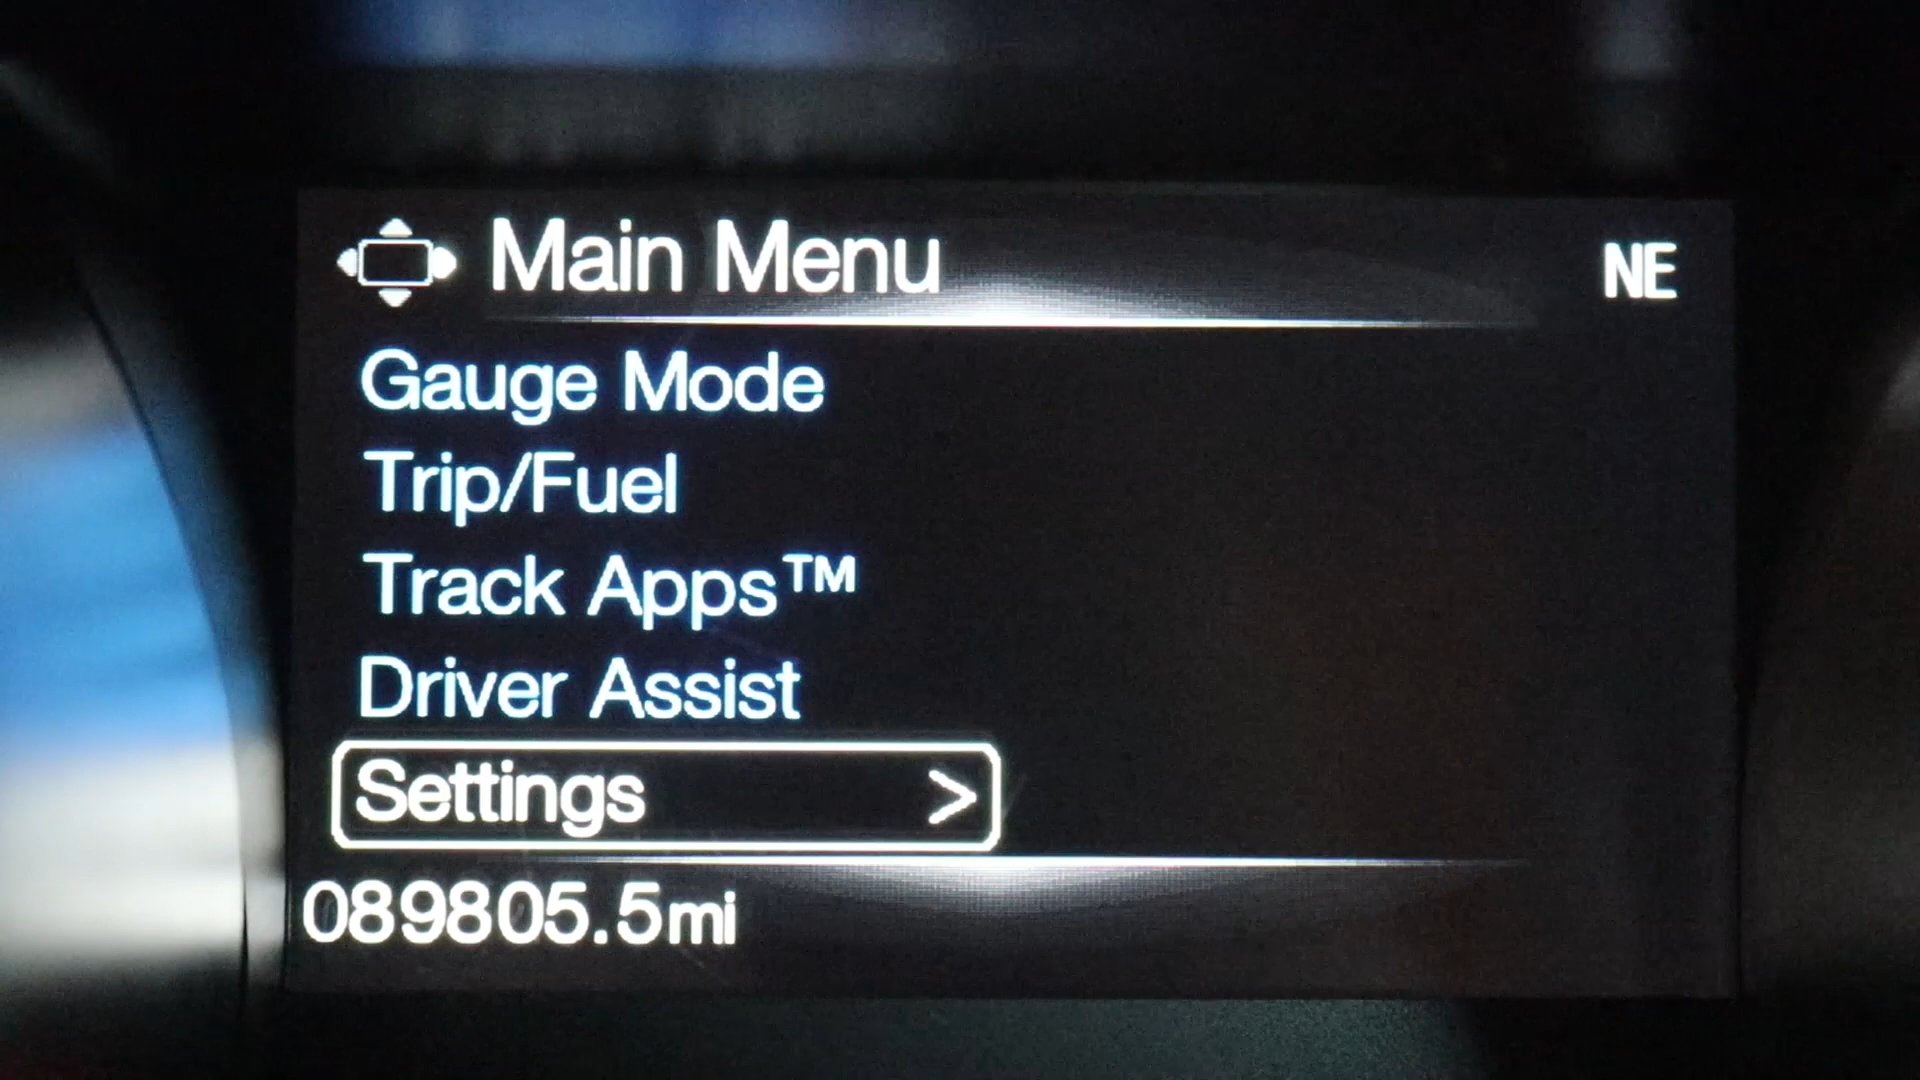 Main Menu
NE
Gauge Mode
Trip/Fuel
Track Apps™
Driver Assist
Settings >
089805.5mi